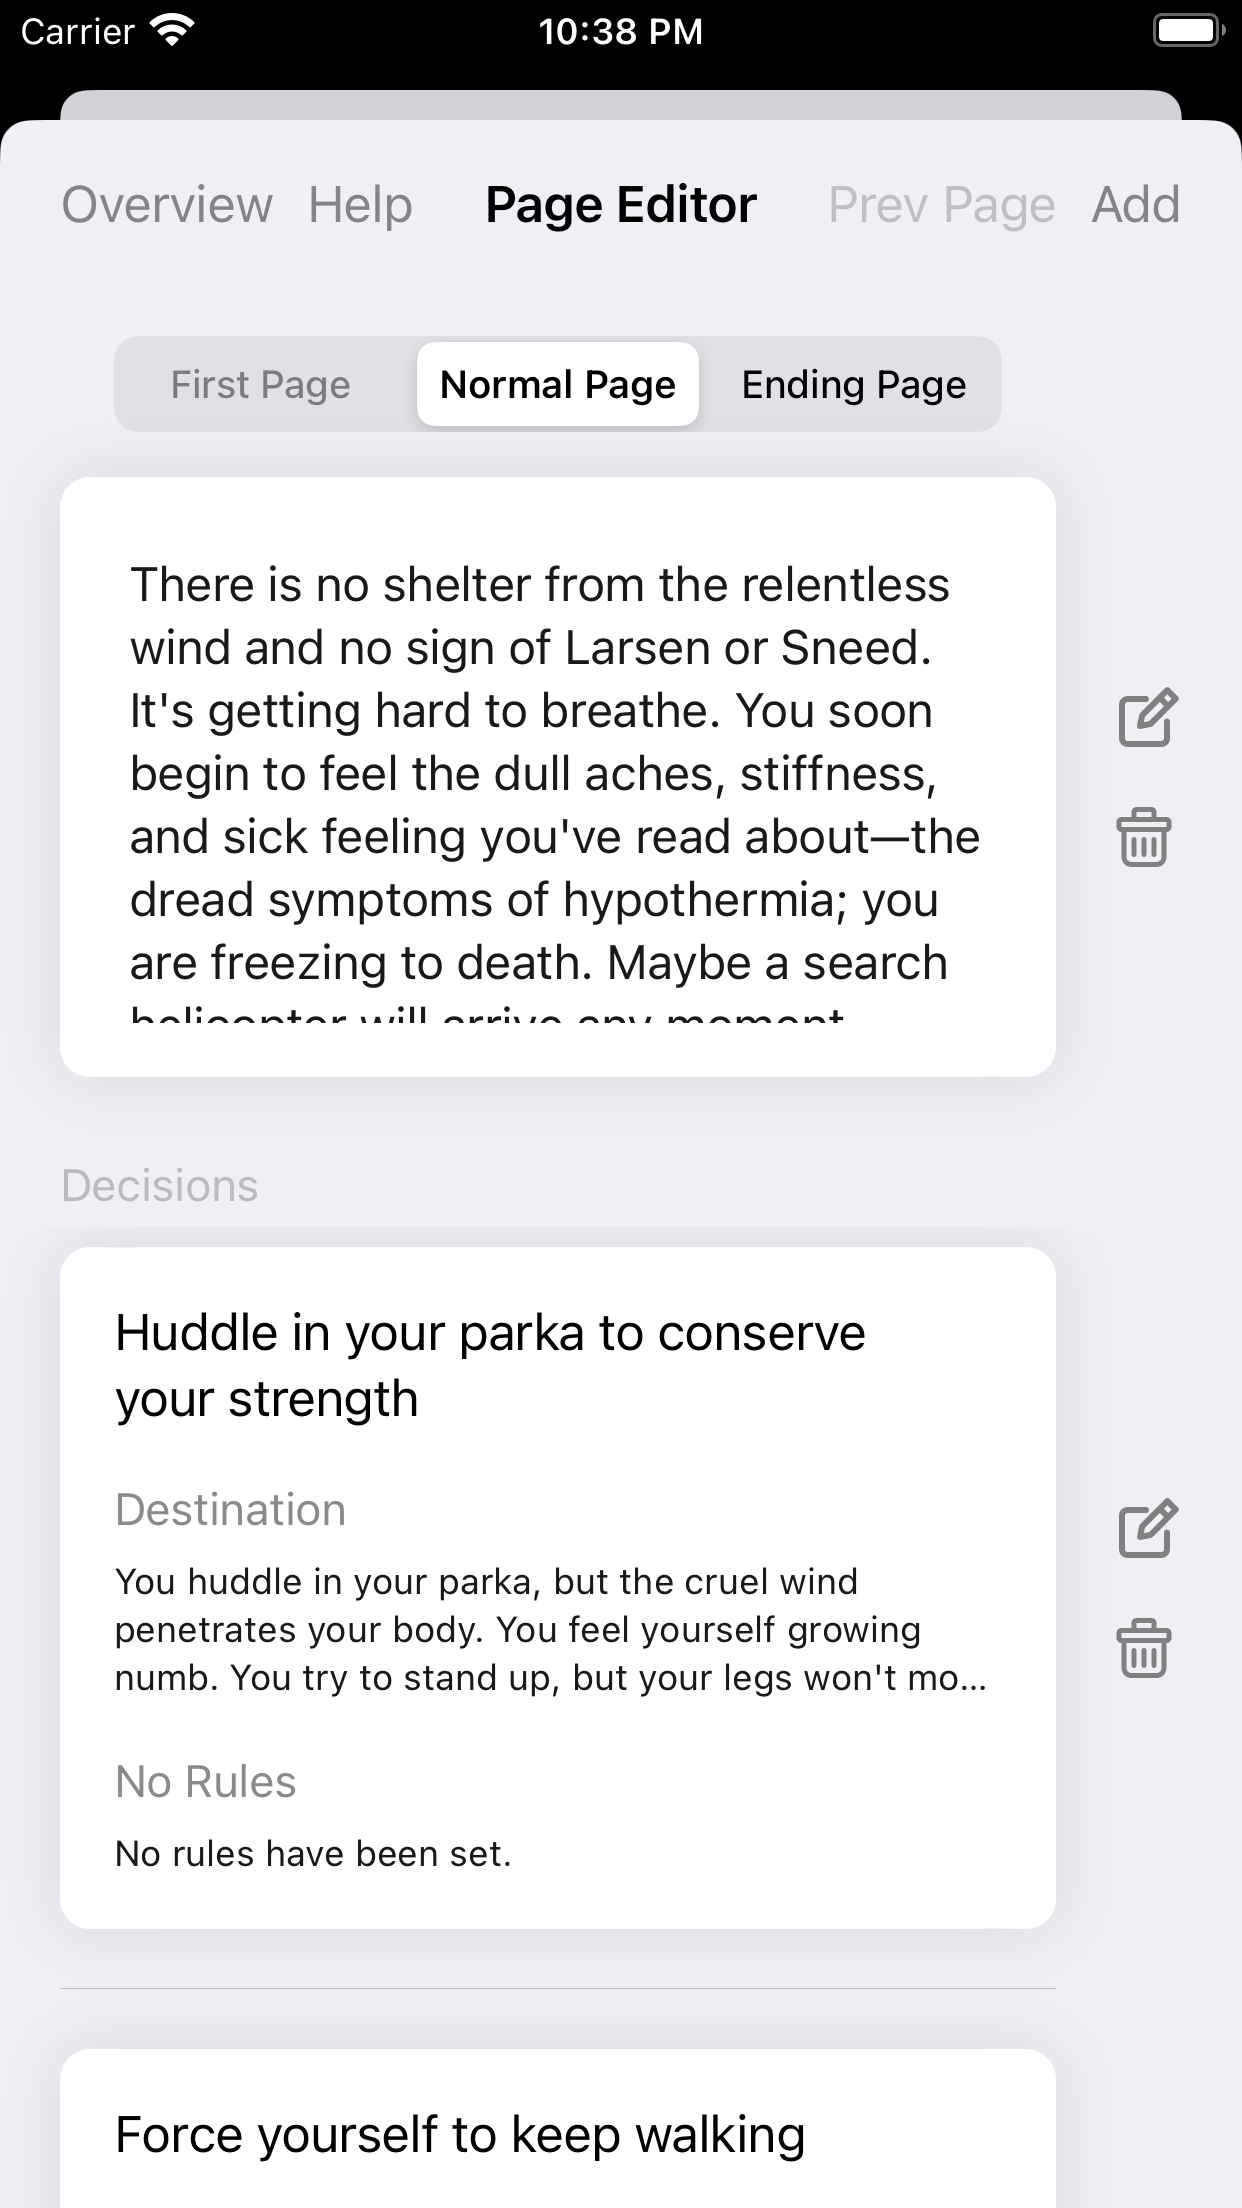 Carrier 10:38 PM
Overview Help Page Editor Prev Page Add
First Page Normal Page Ending Page
There is no shelter from the relentless
wind and no sign of Larsen or Sneed.
It's getting hard to breathe. You soon
begin to feel the dull aches, stiffness,
and sick feeling you've read about—the
dread symptoms of hypothermia; you
are freezing to death. Maybe a search
helicopter will arrive any moment
Decisions
Huddle in your parka to conserve
your strength
Destination
You huddle in your parka, but the cruel wind
penetrates your body. You feel yourself growing
numb. You try to stand up, but your legs won't mo...
No Rules
No rules have been set.
Force yourself to keep walking